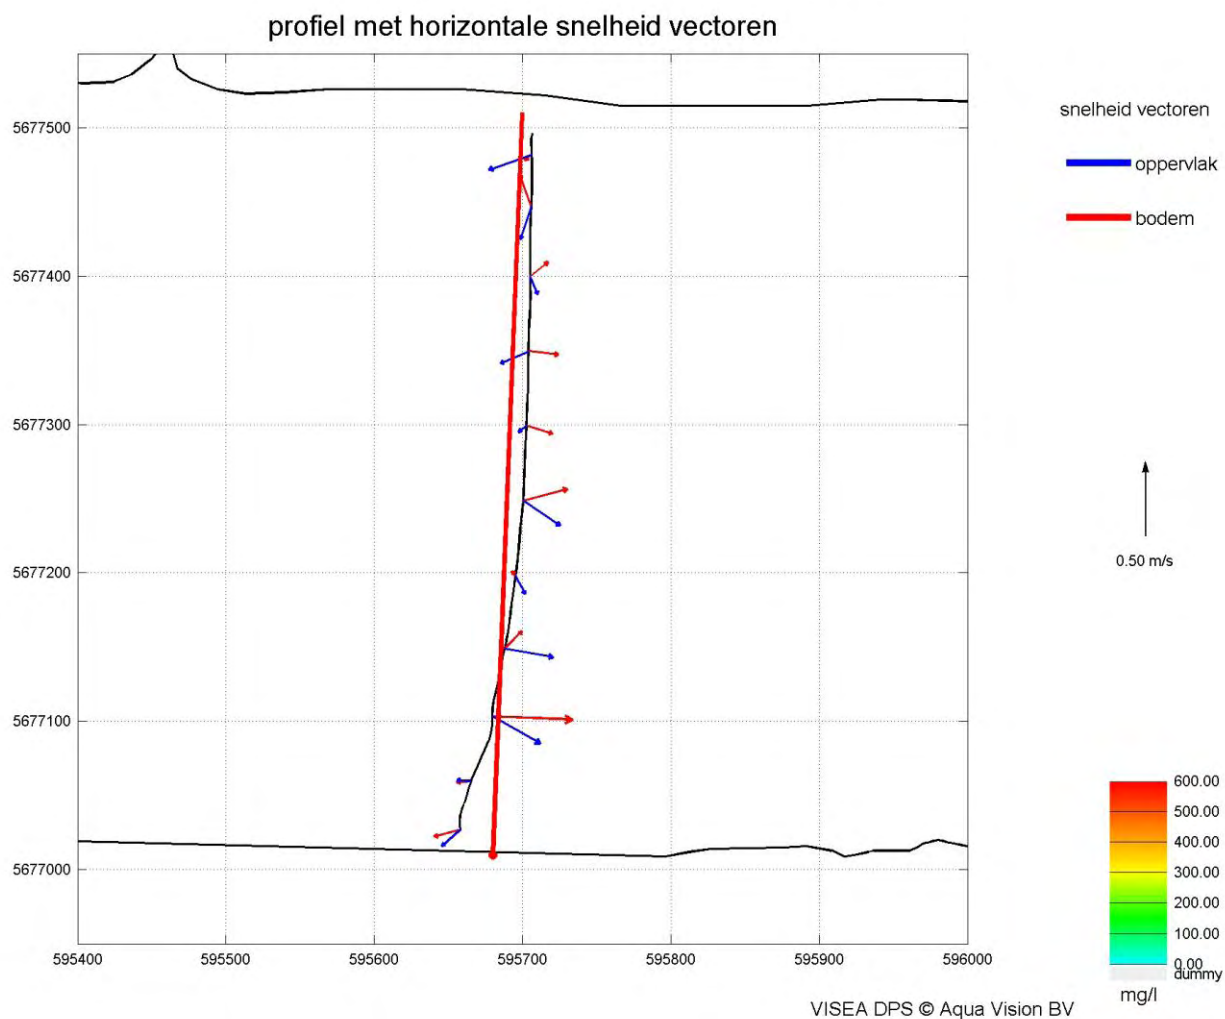 profiel met horizontale snelheid vectoren
snelheid vectoren
oppervlak
bodem
0.50 m/s
5677500
5677400
5677300
5677200
5677100
5677000
595400
595500
595600
595700
595800
595900
596000
600.00
500.00
400.00
300.00
200.00
100.00
0.00
dummy
mg/l
VISEA DPS © Aqua Vision BV